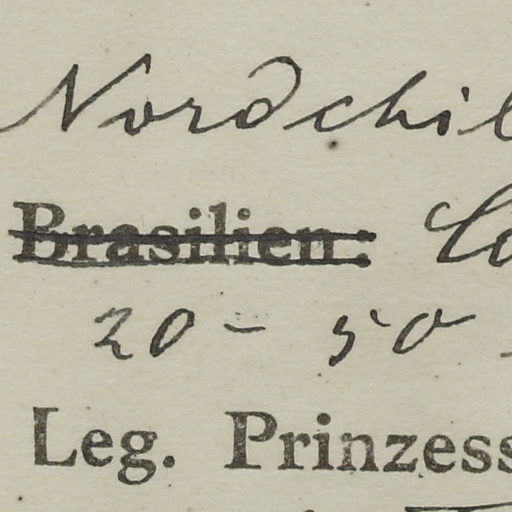 Nordchil
Brasilien:
20 - 50
Leg. Prinzess